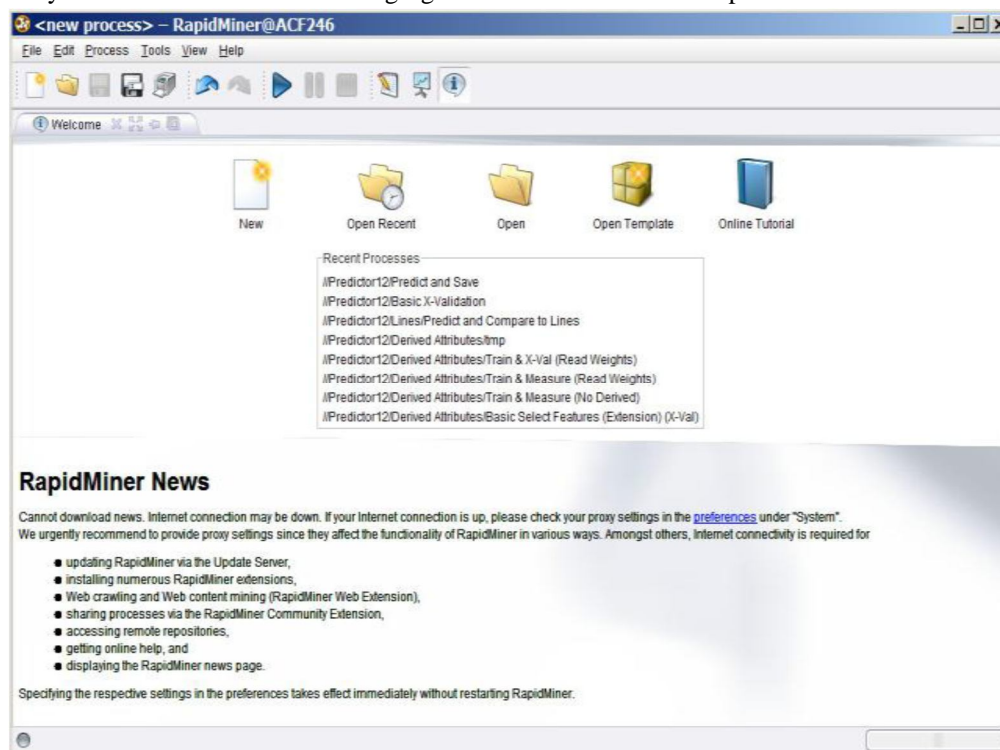 <new process> – RapidMiner@ACF246
File Edit Process Tools View Help
Welcome
New Open Recent Open Open Template Online Tutorial
Recent Processes
//Predictor12/Predict and Save
//Predictor12/Basic X-Validation
//Predictor12/Lines/Predict and Compare to Lines
//Predictor12/Derived Attributes/tmp
//Predictor12/Derived Attributes/Train & X-Val (Read Weights)
//Predictor12/Derived Attributes/Train & Measure (Read Weights)
//Predictor12/Derived Attributes/Train & Measure (No Derived)
//Predictor12/Derived Attributes/Basic Select Features (Extension) (X-Val)
RapidMiner News
Cannot download news. Internet connection may be down. If your Internet connection is up, please check your proxy settings in the preferences under "System".
We urgently recommend to provide proxy settings since they affect the functionality of RapidMiner in various ways. Amongst others, Internet connectivity is required for
● updating RapidMiner via the Update Server,
● installing numerous RapidMiner extensions,
● Web crawling and Web content mining (RapidMiner Web Extension),
● sharing processes via the RapidMiner Community Extension,
● accessing remote repositories,
● getting online help, and
● displaying the RapidMiner news page.
Specifying the respective settings in the preferences takes effect immediately without restarting RapidMiner.